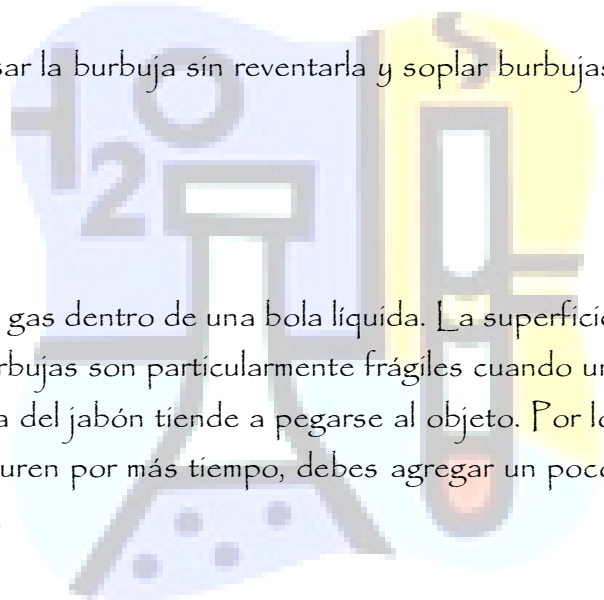 sar la burbuja sin reventarla y soplar burbujas
H2O
S
gas dentro de una bola líquida. La superficie
rbujas son particularmente frágiles cuando un
a del jabón tiende a pegarse al objeto. Por lo
uren por más tiempo, debes agregar un poco